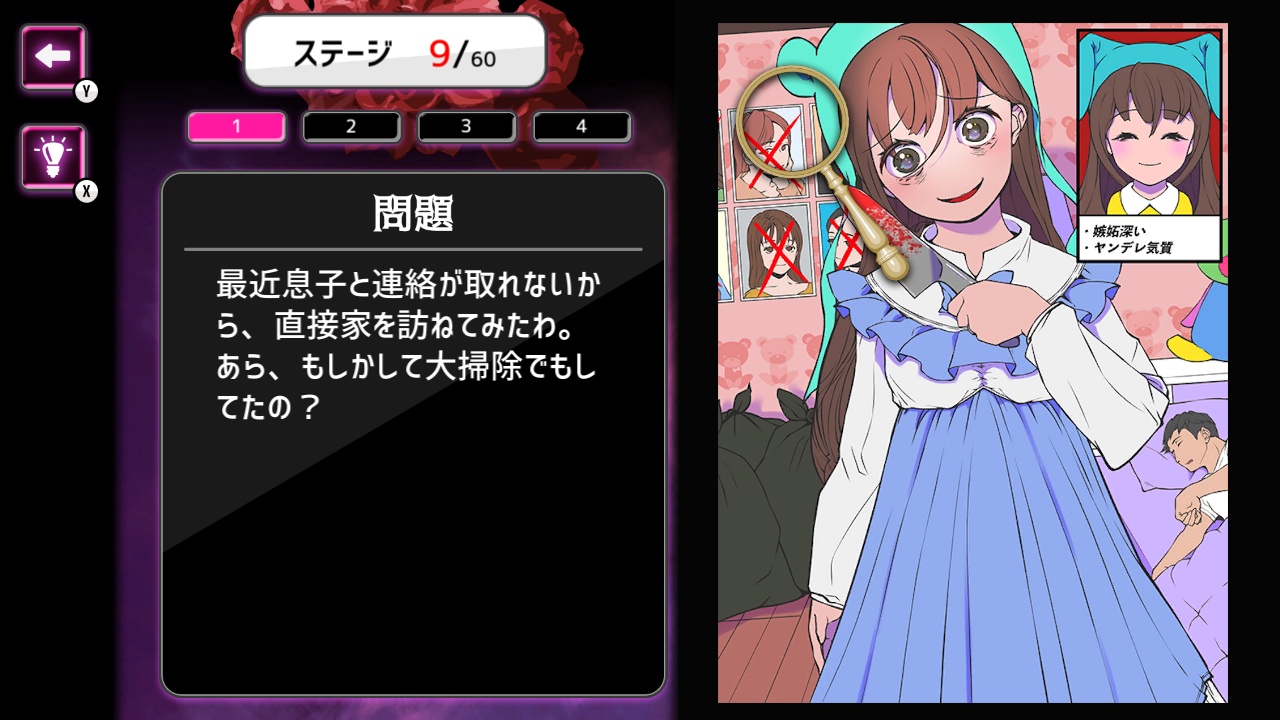 ステージ 9/60
Y
X
1 2 3 4
問題
最近息子と連絡が取れないか
ら、直接家を訪ねてみたわ。
あら、もしかして大掃除でもし
てたの？
・嫉妬深い
・ヤンデレ気質